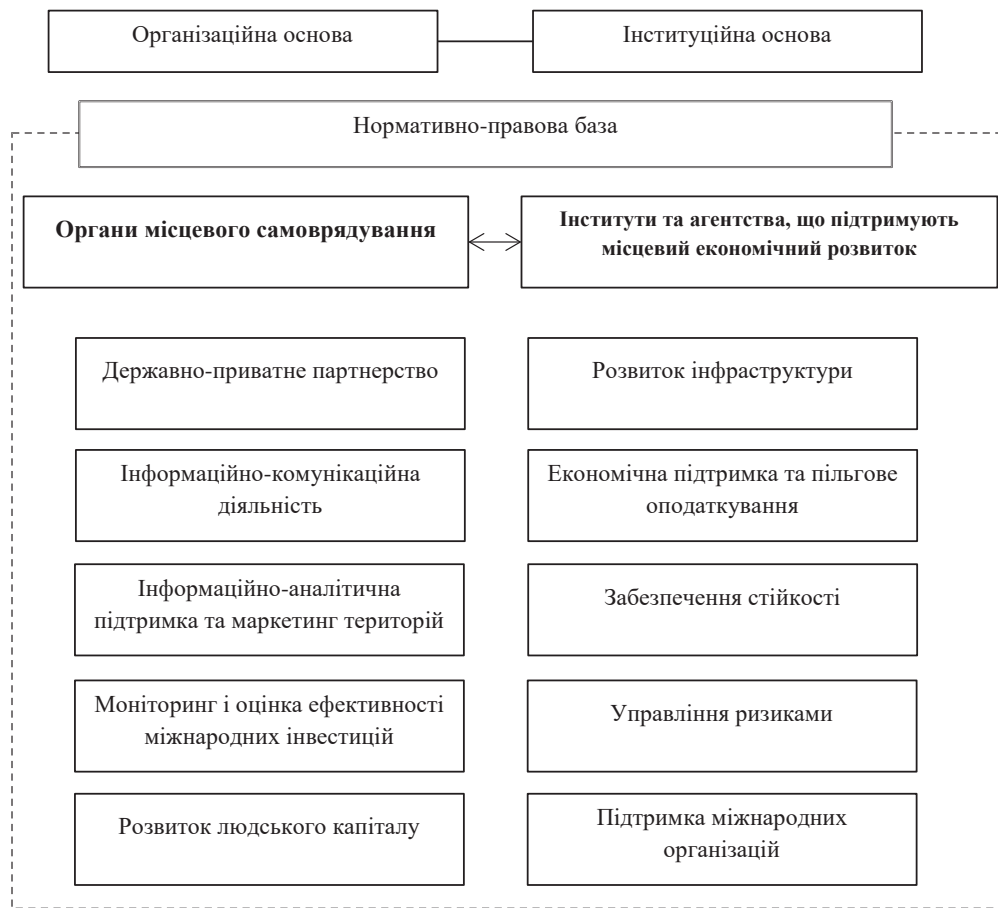 Організаційна основа
Інституційна основа
Нормативно-правова база
Органи місцевого самоврядування
Інститути та агентства, що підтримують
місцевий економічний розвиток
Державно-приватне партнерство
Розвиток інфраструктури
Інформаційно-комунікаційна
діяльність
Економічна підтримка та пільгове
оподаткування
Інформаційно-аналітична
підтримка та маркетинг територій
Забезпечення стійкості
Моніторинг і оцінка ефективності
міжнародних інвестицій
Управління ризиками
Розвиток людського капіталу
Підтримка міжнародних
організацій